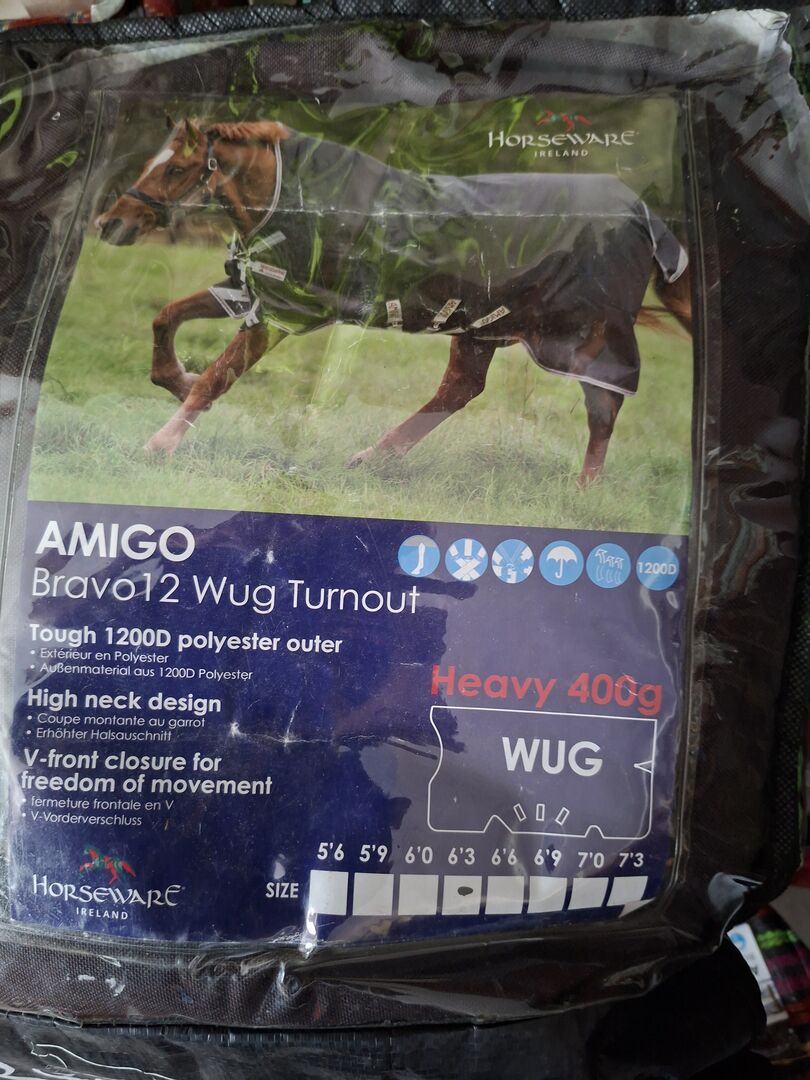 HORSEWARE
IRELAND
AMIGO
Bravo12 Wug Turnout
1200D
Tough 1200D polyester outer
• Extérieur en Polyester
• Außenmaterial aus 1200D Polyester
High neck design
• Coupe montante au garrot
• Erhöhter Halsauschnitt
V-front closure for
freedom of movement
• fermeture frontale en V
• V-Vorderverschluss
Heavy 400g
WUG
HORSEWARE
IRELAND
5'6 5'9 6'0 6'3 6'6 6'9 7'0 7'3
SIZE